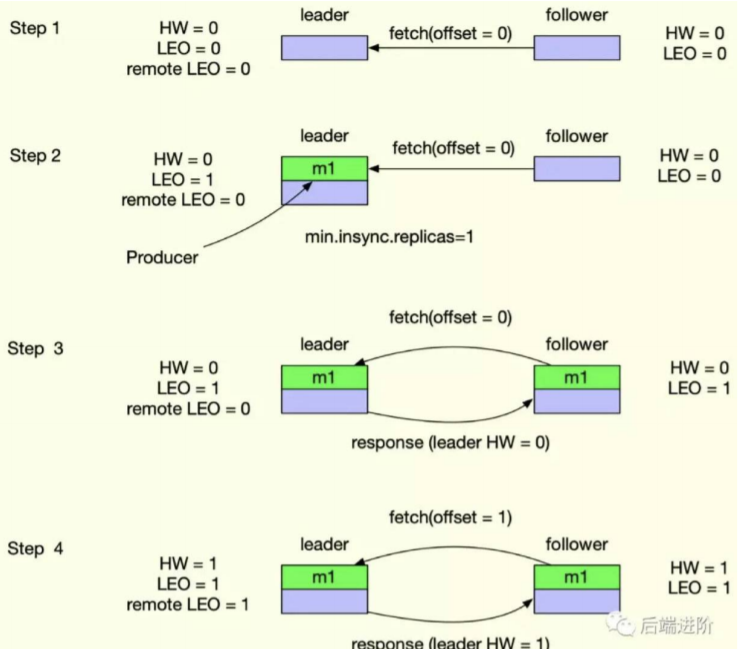 Step 1
HW = 0
LEO = 0
remote LEO = 0
leader
fetch(offset = 0)
follower
HW = 0
LEO = 0
Step 2
HW = 0
LEO = 1
remote LEO = 0
leader
m1
fetch(offset = 0)
follower
HW = 0
LEO = 0
Producer
min.insync.replicas=1
Step 3
HW = 0
LEO = 1
remote LEO = 0
fetch(offset = 0)
leader
m1
follower
m1
HW = 0
LEO = 1
response (leader HW = 0)
Step 4
HW = 1
LEO = 1
remote LEO = 1
fetch(offset = 1)
leader
m1
follower
m1
HW = 1
LEO = 1
response (leader HW = 1)
后端进阶